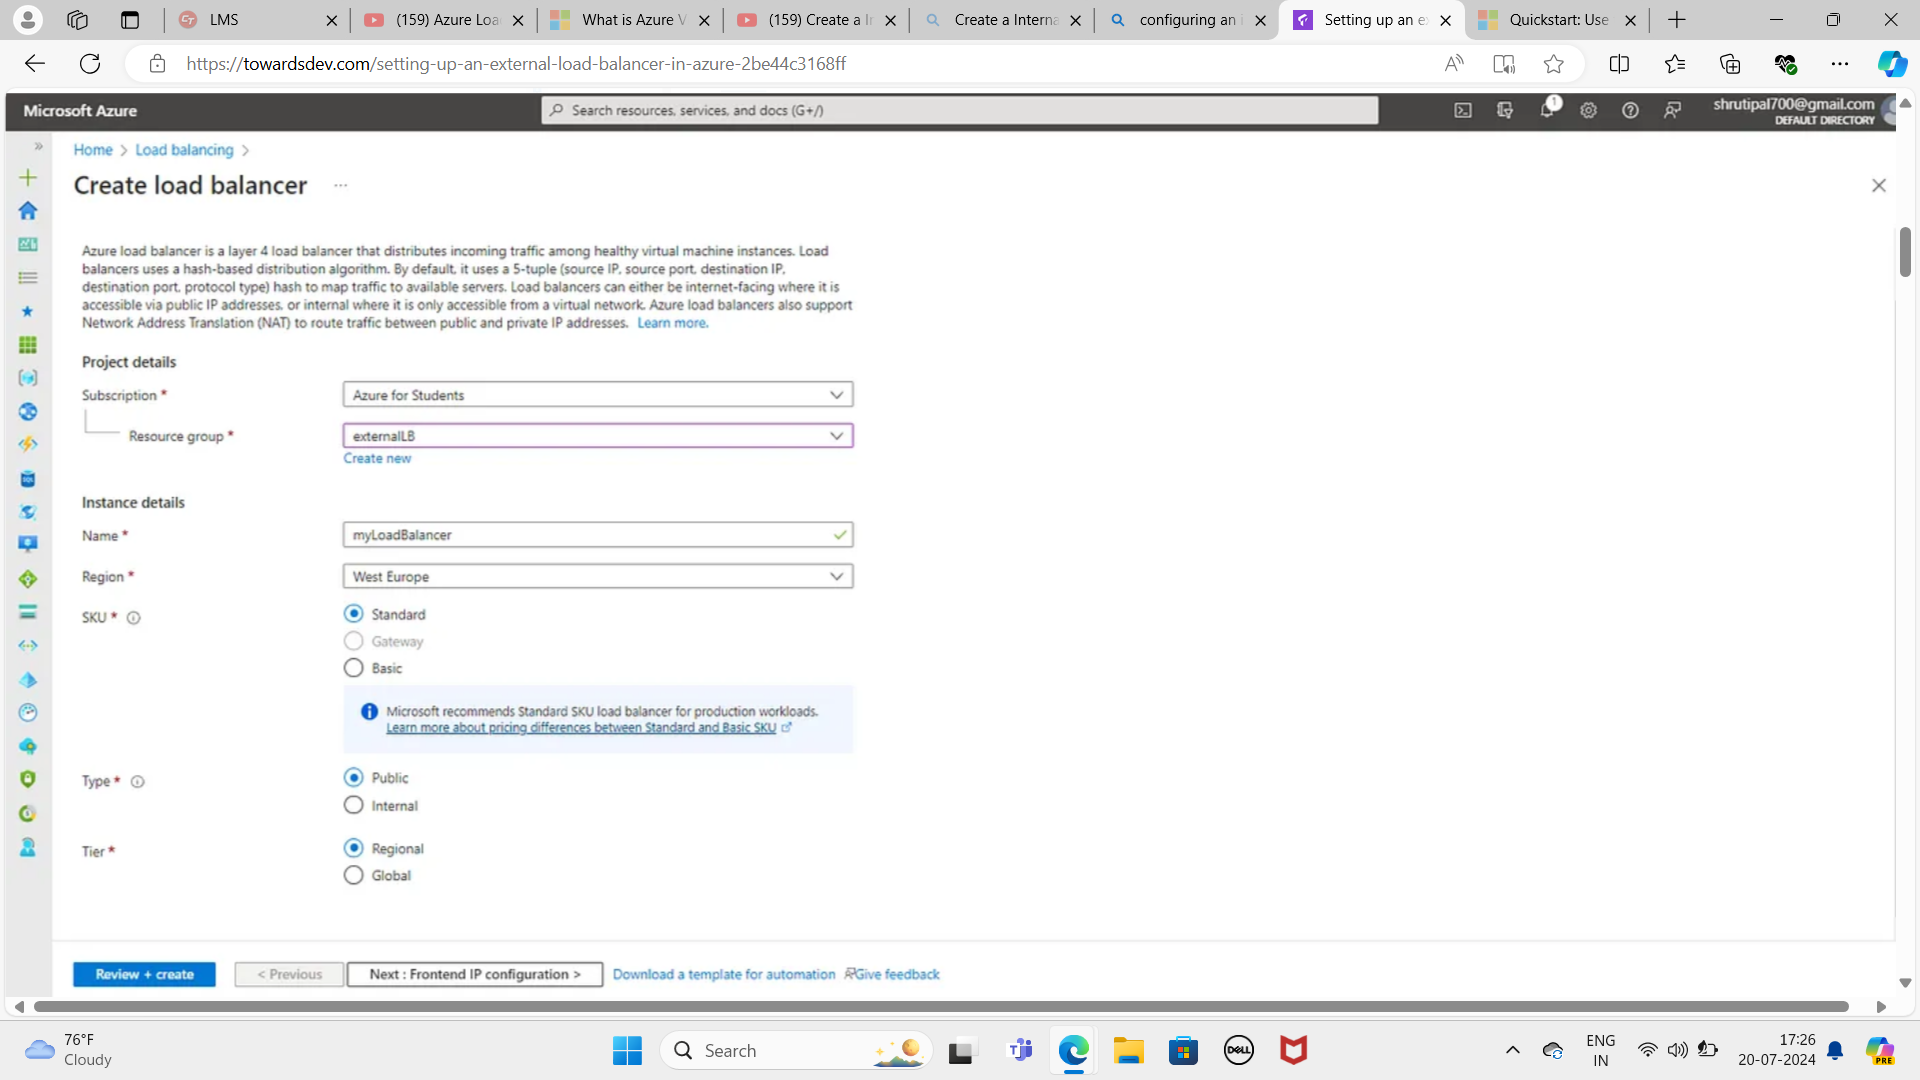 LMS
(159) Azure Loa
What is Azure V
(159) Create a In
Create a Interna
configuring an i
Setting up an ex
Quickstart: Use
https://towardsdev.com/setting-up-an-external-load-balancer-in-azure-2be44c3168ff
Microsoft Azure
Search resources, services, and docs (G+/)
1
shrutipal700@gmail.com
DEFAULT DIRECTORY
Home > Load balancing >
Create load balancer ...
Azure load balancer is a layer 4 load balancer that distributes incoming traffic among healthy virtual machine instances. Load
balancers uses a hash-based distribution algorithm. By default, it uses a 5-tuple (source IP, source port, destination IP,
destination port, protocol type) hash to map traffic to available servers. Load balancers can either be internet-facing where it is
accessible via public IP addresses, or internal where it is only accessible from a virtual network. Azure load balancers also support
Network Address Translation (NAT) to route traffic between public and private IP addresses. Learn more.
Project details
Subscription * Azure for Students
Resource group * externalLB
Create new
Instance details
Name * myLoadBalancer
Region * West Europe
SKU * Standard
Gateway
Basic
Microsoft recommends Standard SKU load balancer for production workloads.
Learn more about pricing differences between Standard and Basic SKU
Type * Public
Internal
Tier * Regional
Global
Review + create
< Previous
Next : Frontend IP configuration >
Download a template for automation
Give feedback
76°F
Cloudy
Search
DELL
ENG
IN
17:26
20-07-2024
PRE